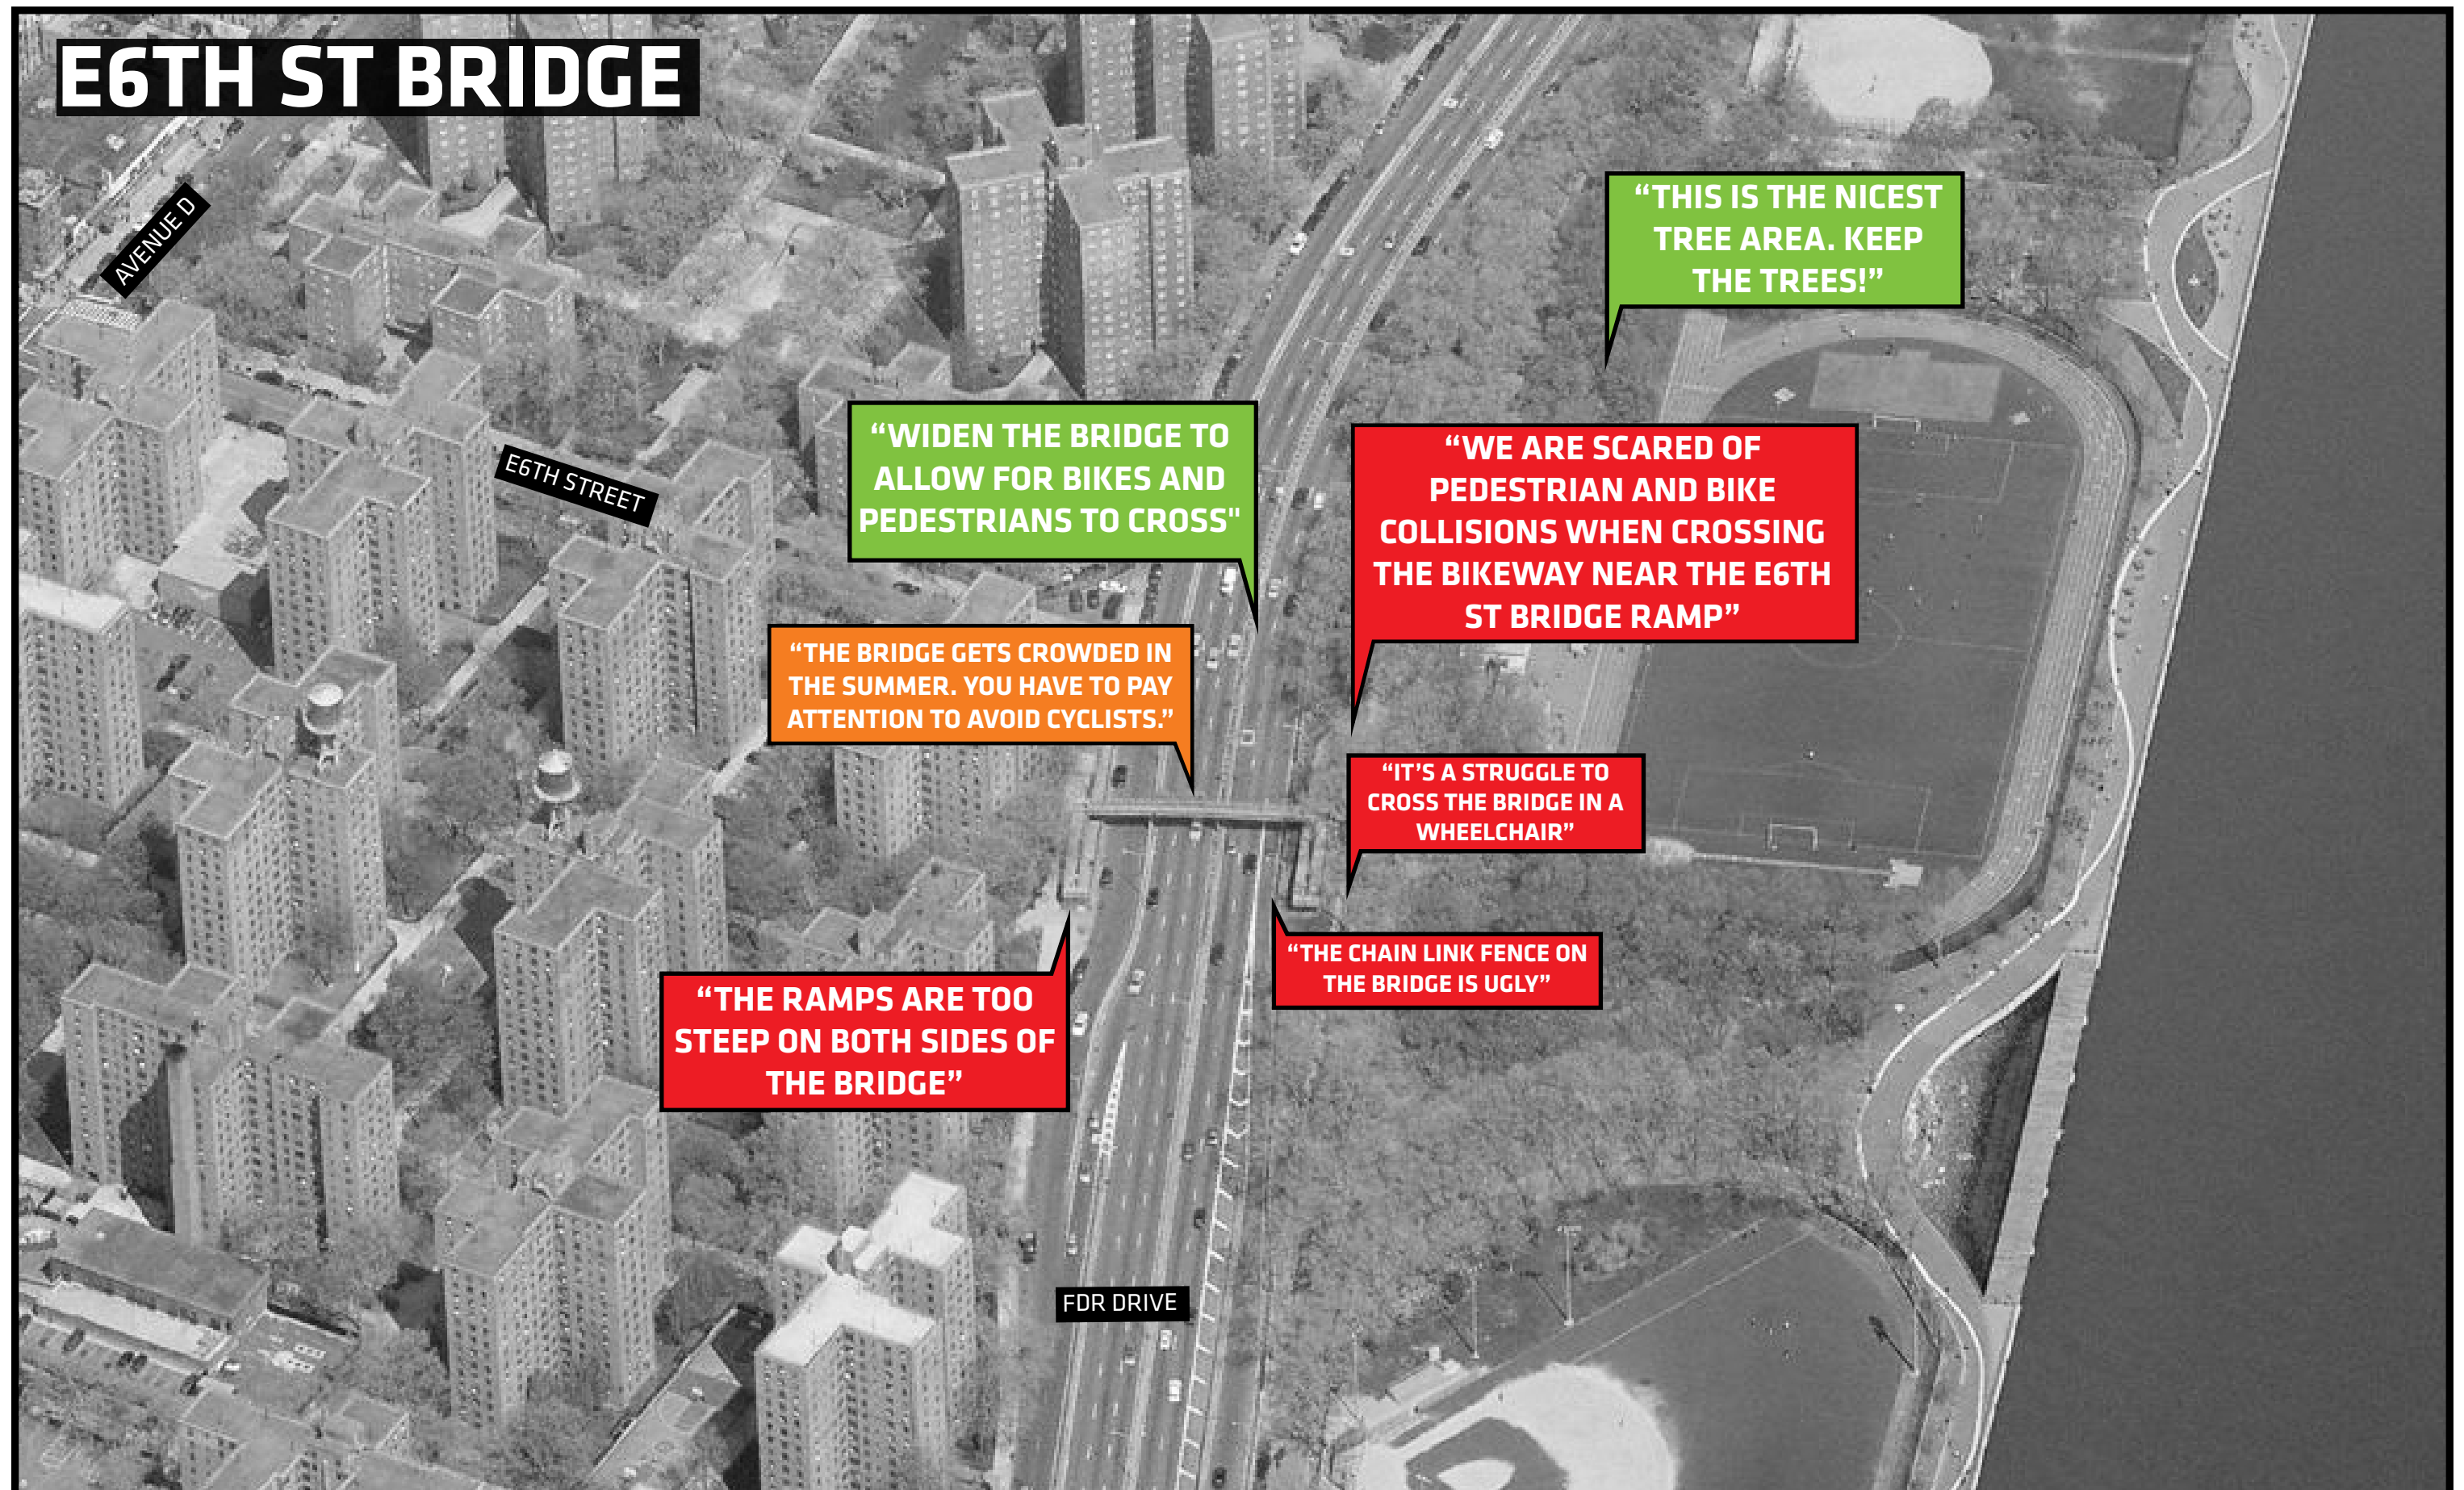 E6TH ST BRIDGE
AVENUE D
“THIS IS THE NICEST
TREE AREA. KEEP
THE TREES!”
“WIDEN THE BRIDGE TO
ALLOW FOR BIKES AND
PEDESTRIANS TO CROSS"
“WE ARE SCARED OF
PEDESTRIAN AND BIKE
COLLISIONS WHEN CROSSING
THE BIKEWAY NEAR THE E6TH
ST BRIDGE RAMP”
E6TH STREET
“THE BRIDGE GETS CROWDED IN
THE SUMMER. YOU HAVE TO PAY
ATTENTION TO AVOID CYCLISTS.”
“IT’S A STRUGGLE TO
CROSS THE BRIDGE IN A
WHEELCHAIR”
“THE CHAIN LINK FENCE ON
THE BRIDGE IS UGLY”
“THE RAMPS ARE TOO
STEEP ON BOTH SIDES OF
THE BRIDGE”
FDR DRIVE